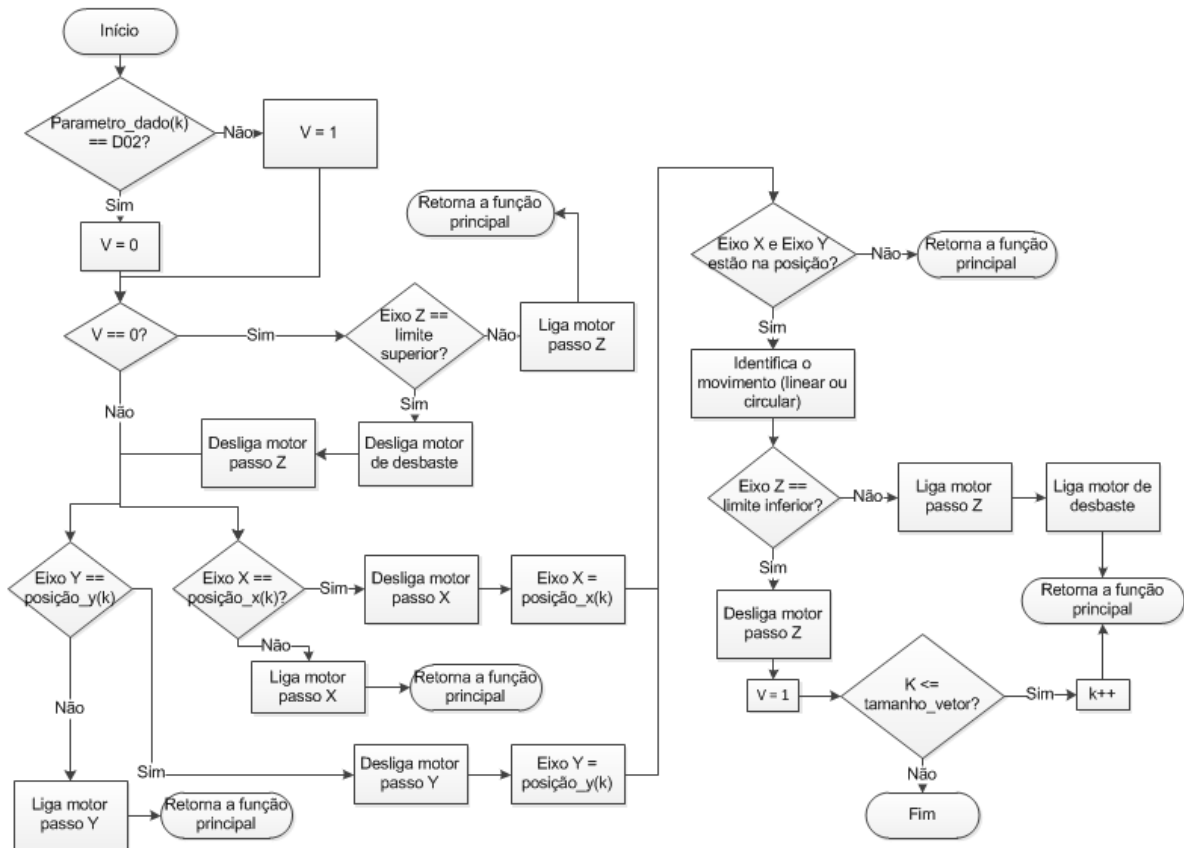 Início
Parametro_dado(k)
== D02?
Não
V = 1
Sim
V = 0
V == 0?
Sim
Eixo Z ==
limite
superior?
Não
Liga motor
passo Z
Retorna a função
principal
Sim
Desliga motor
de desbaste
Desliga motor
passo Z
Não
Eixo Y ==
posição_y(k)
Eixo X ==
posição_x(k)?
Sim
Desliga motor
passo X
Eixo X =
posição_x(k)
Não
Liga motor
passo X
Retorna a função
principal
Não
Sim
Desliga motor
passo Y
Eixo Y =
posição_y(k)
Liga motor
passo Y
Retorna a função
principal
Eixo X e Eixo Y
estão na posição?
Não
Retorna a função
principal
Sim
Identifica o
movimento (linear ou
circular)
Eixo Z ==
limite inferior?
Não
Liga motor
passo Z
Liga motor de
desbaste
Retorna a função
principal
Sim
Desliga motor
passo Z
V = 1
K <=
tamanho_vetor?
Sim
k++
Não
Fim